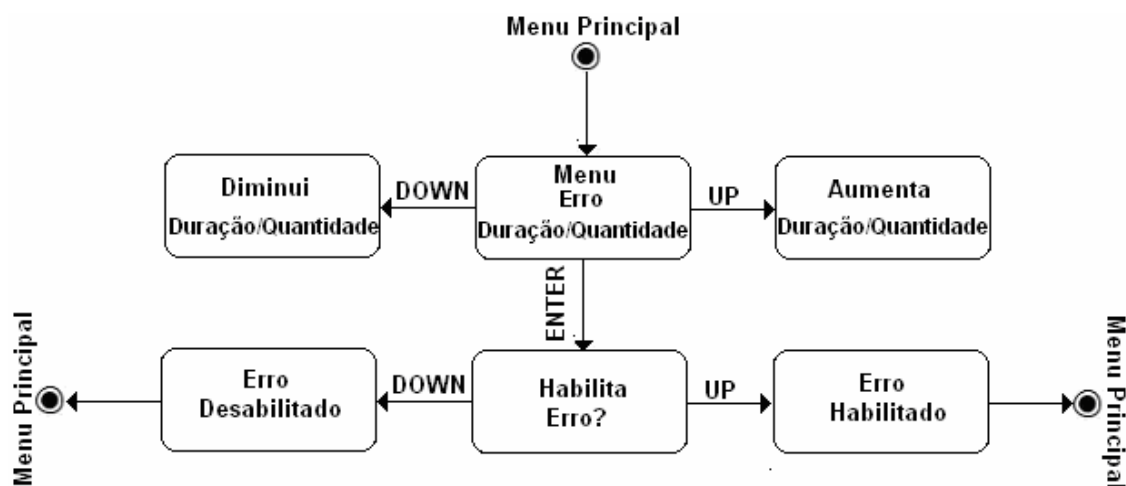 Menu Principal
Diminui
Duração/Quantidade
DOWN
Menu
Erro
Duração/Quantidade
UP
Aumenta
Duração/Quantidade
ENTER
Menu Principal
Erro
Desabilitado
DOWN
Habilita
Erro?
UP
Erro
Habilitado
Menu Principal